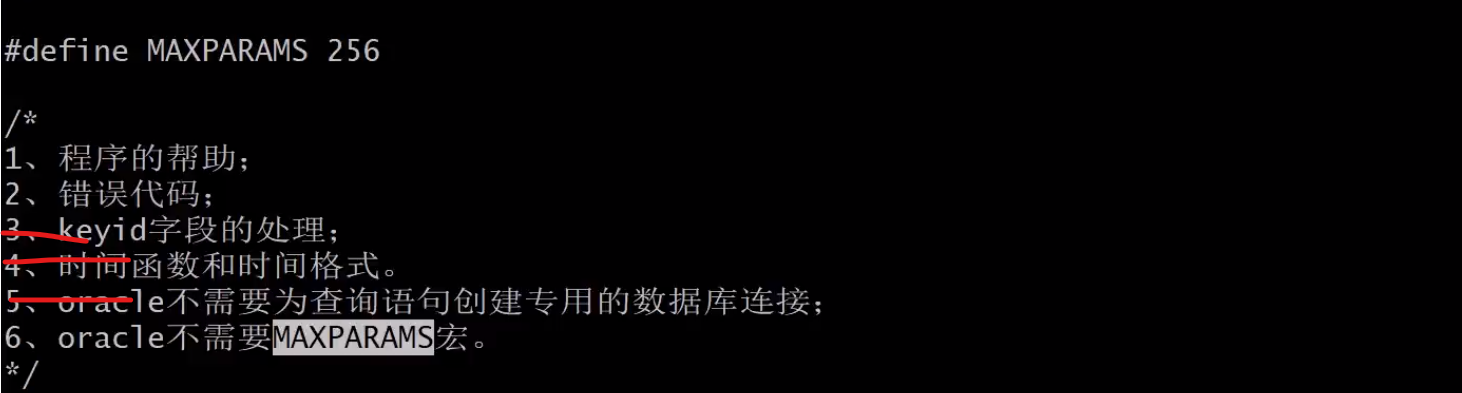 #define MAXPARAMS 256
/*
1、程序的帮助；
2、错误代码；
3、keyid字段的处理；
4、时间函数和时间格式。
5、oracle不需要为查询语句创建专用的数据库连接；
6、oracle不需要MAXPARAMS宏。
*/